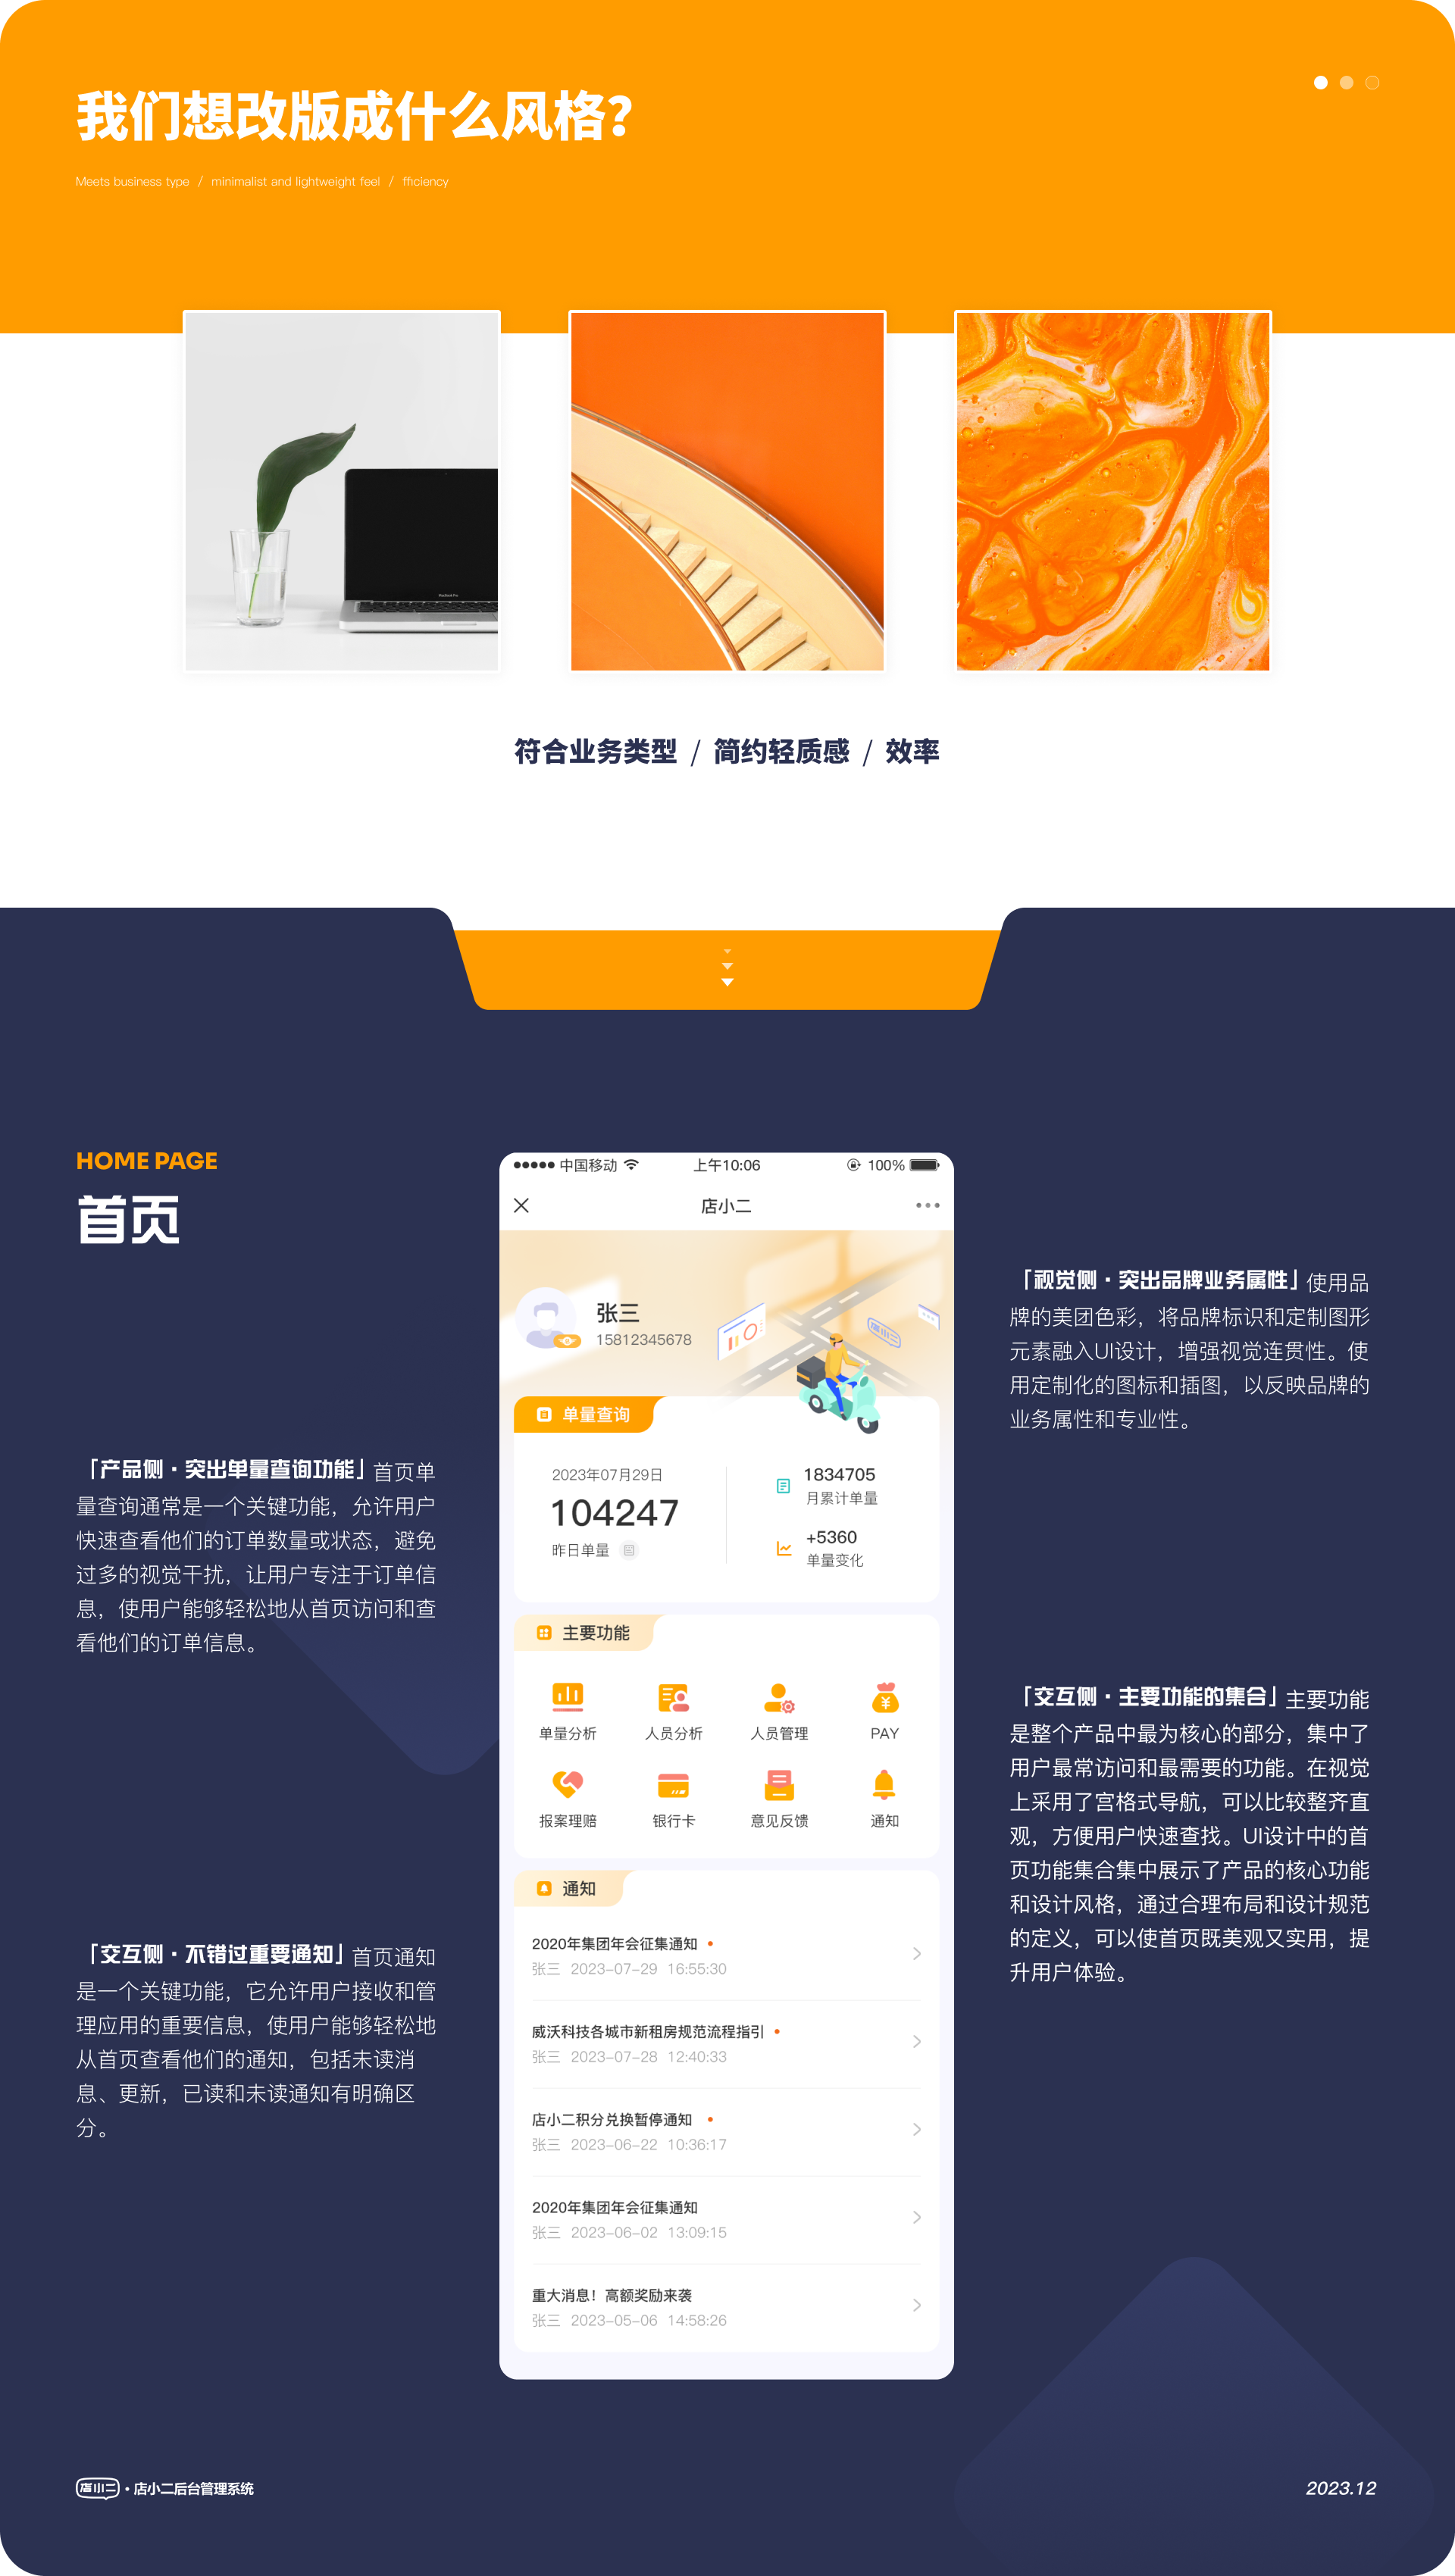 我们想改版成什么风格?
Meets business type / minimalist and lightweight feel / fficiency
符合业务类型 / 简约轻质感 / 效率
HOME PAGE
首页
「产品侧·突出单量查询功能」首页单
量查询通常是一个关键功能，允许用户
快速查看他们的订单数量或状态，避免
过多的视觉干扰，让用户专注于订单信
息，使用户能够轻松地从首页访问和查
看他们的订单信息。
「交互侧·不错过重要通知」首页通知
是一个关键功能，它允许用户接收和管
理应用的重要信息，使用户能够轻松地
从首页查看他们的通知，包括未读消
息、更新，已读和未读通知有明确区
分。
中国移动 上午10:06 100%
店小二
张三
15812345678
店小二
单量查询
2023年07月29日
104247
昨日单量
1834705
月累计单量
+5360
单量变化
主要功能
单量分析 人员分析 人员管理 PAY
报案理赔 银行卡 意见反馈 通知
通知
2020年集团年会征集通知
张三 2023-07-29 16:55:30
威沃科技各城市新租房规范流程指引
张三 2023-07-28 12:40:33
店小二积分兑换暂停通知
张三 2023-06-22 10:36:17
2020年集团年会征集通知
张三 2023-06-02 13:09:15
重大消息！高额奖励来袭
张三 2023-05-06 14:58:26
「视觉侧·突出品牌业务属性」使用品
牌的美团色彩，将品牌标识和定制图形
元素融入UI设计，增强视觉连贯性。使
用定制化的图标和插图，以反映品牌的
业务属性和专业性。
「交互侧·主要功能的集合」主要功能
是整个产品中最为核心的部分，集中了
用户最常访问和最需要的功能。在视觉
上采用了宫格式导航，可以比较整齐直
观，方便用户快速查找。UI设计中的首
页功能集合集中展示了产品的核心功能
和设计风格，通过合理布局和设计规范
的定义，可以使首页既美观又实用，提
升用户体验。
店小二·店小二后台管理系统
2023.12